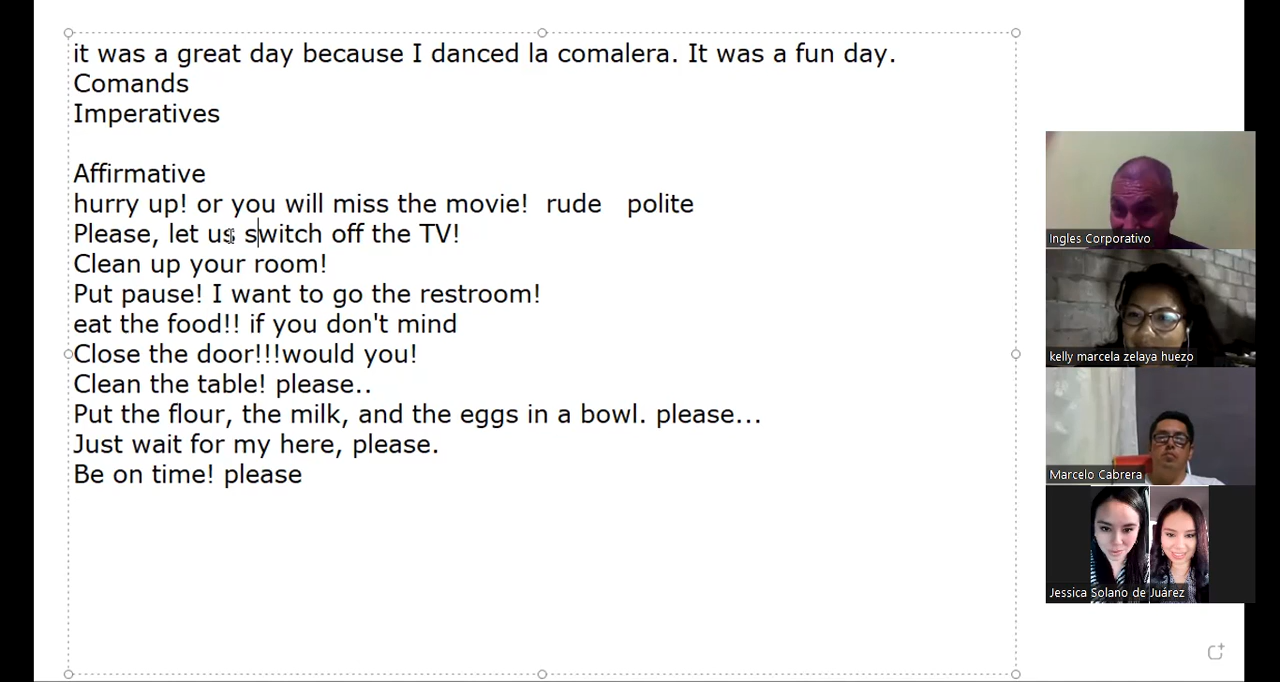 it was a great day because I danced la comalera. It was a fun day.
Comands
Imperatives
Affirmative
hurry up! or you will miss the movie!  rude   polite
Please, let us switch off the TV!
Clean up your room!
Put pause! I want to go the restroom!
eat the food!! if you don't mind
Close the door!!!would you!
Clean the table! please..
Put the flour, the milk, and the eggs in a bowl. please...
Just wait for my here, please.
Be on time! please
Ingles Corporativo
kelly marcela zelaya huezo
Marcelo Cabrera
Jessica Solano de Juárez